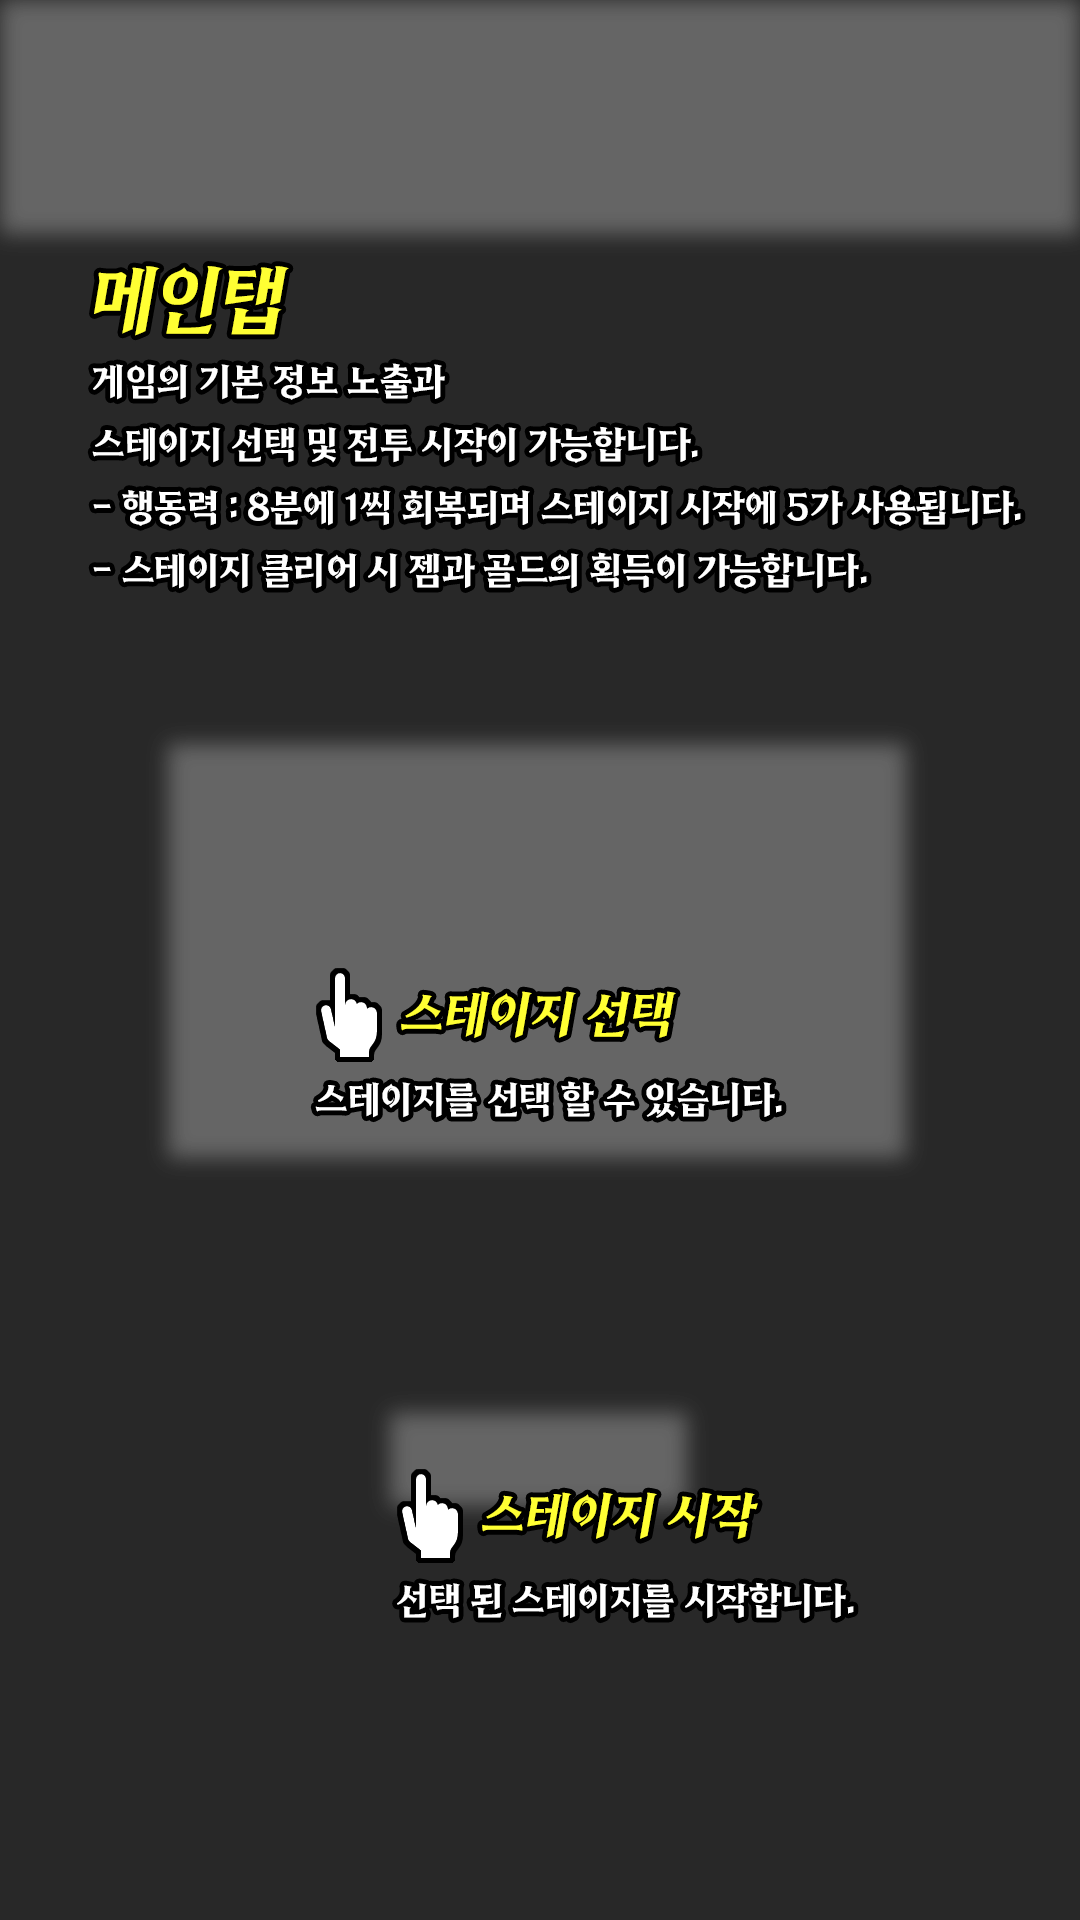 메인탭
게임의 기본 정보 노출과
스테이지 선택 및 전투 시작이 가능합니다.
- 행동력 : 8분에 1씩 회복되며 스테이지 시작에 5가 사용됩니다.
- 스테이지 클리어 시 젬과 골드의 획득이 가능합니다.
스테이지 선택
스테이지를 선택 할 수 있습니다.
스테이지 시작
선택 된 스테이지를 시작합니다.